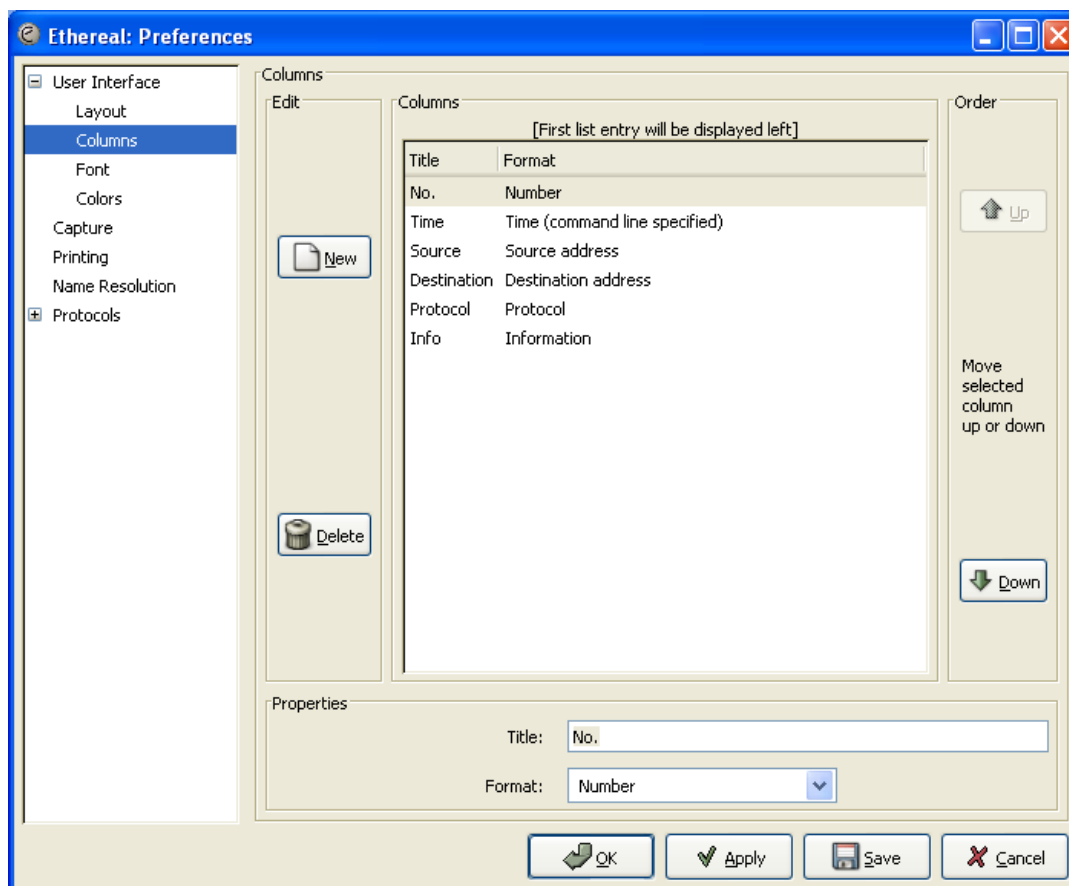 Ethereal: Preferences
User Interface
Layout
Columns
Font
Colors
Capture
Printing
Name Resolution
Protocols
Columns
Edit
New
Delete
Columns
[First list entry will be displayed left]
Title Format
No. Number
Time Time (command line specified)
Source Source address
Destination Destination address
Protocol Protocol
Info Information
Order
Up
Move
selected
column
up or down
Down
Properties
Title: No.
Format: Number
OK Apply Save Cancel